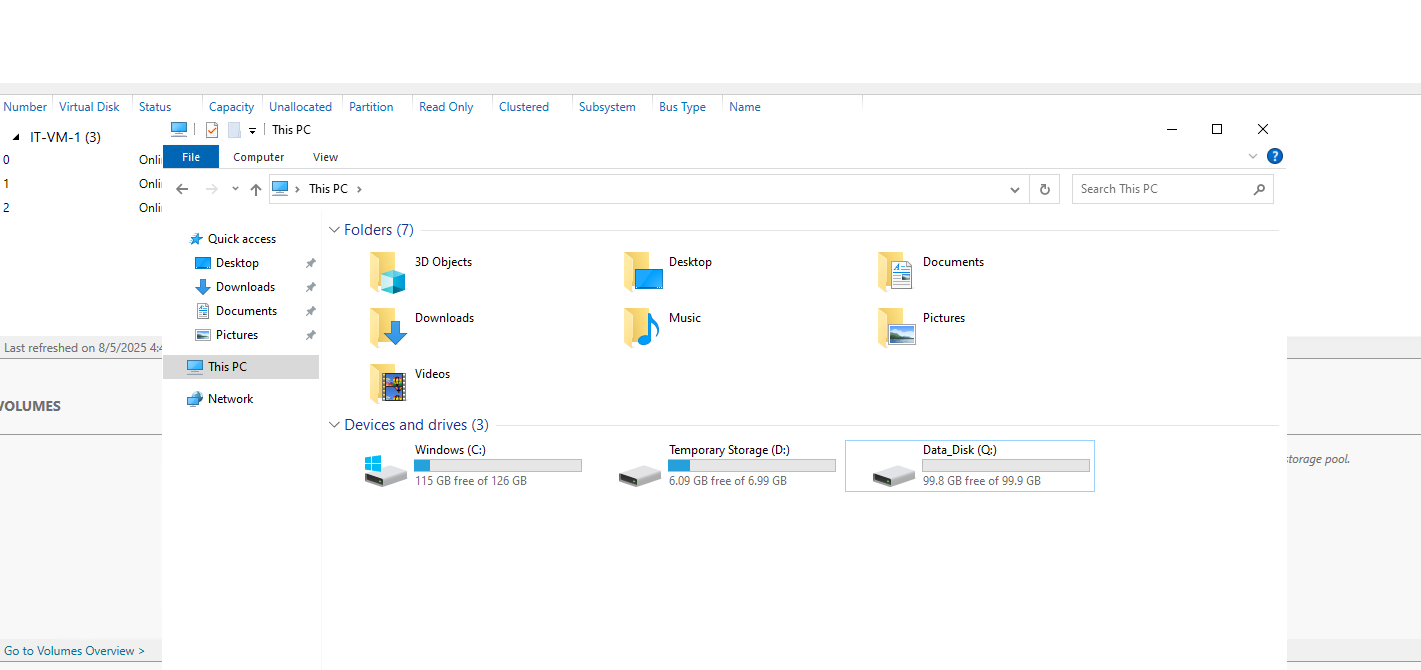 Number Virtual Disk Status Capacity Unallocated Partition Read Only Clustered Subsystem Bus Type Name
IT-VM-1 (3)
0
1
2
Last refreshed on 8/5/2025
VOLUMES
storage pool.
Go to Volumes Overview >
This PC
File Computer View
This PC
Search This PC
Quick access
Desktop
Downloads
Documents
Pictures
This PC
Network
Folders (7)
3D Objects Desktop Documents
Downloads Music Pictures
Videos
Devices and drives (3)
Windows (C:) Temporary Storage (D:) Data_Disk (Q:)
115 GB free of 126 GB 6.09 GB free of 6.99 GB 99.8 GB free of 99.9 GB